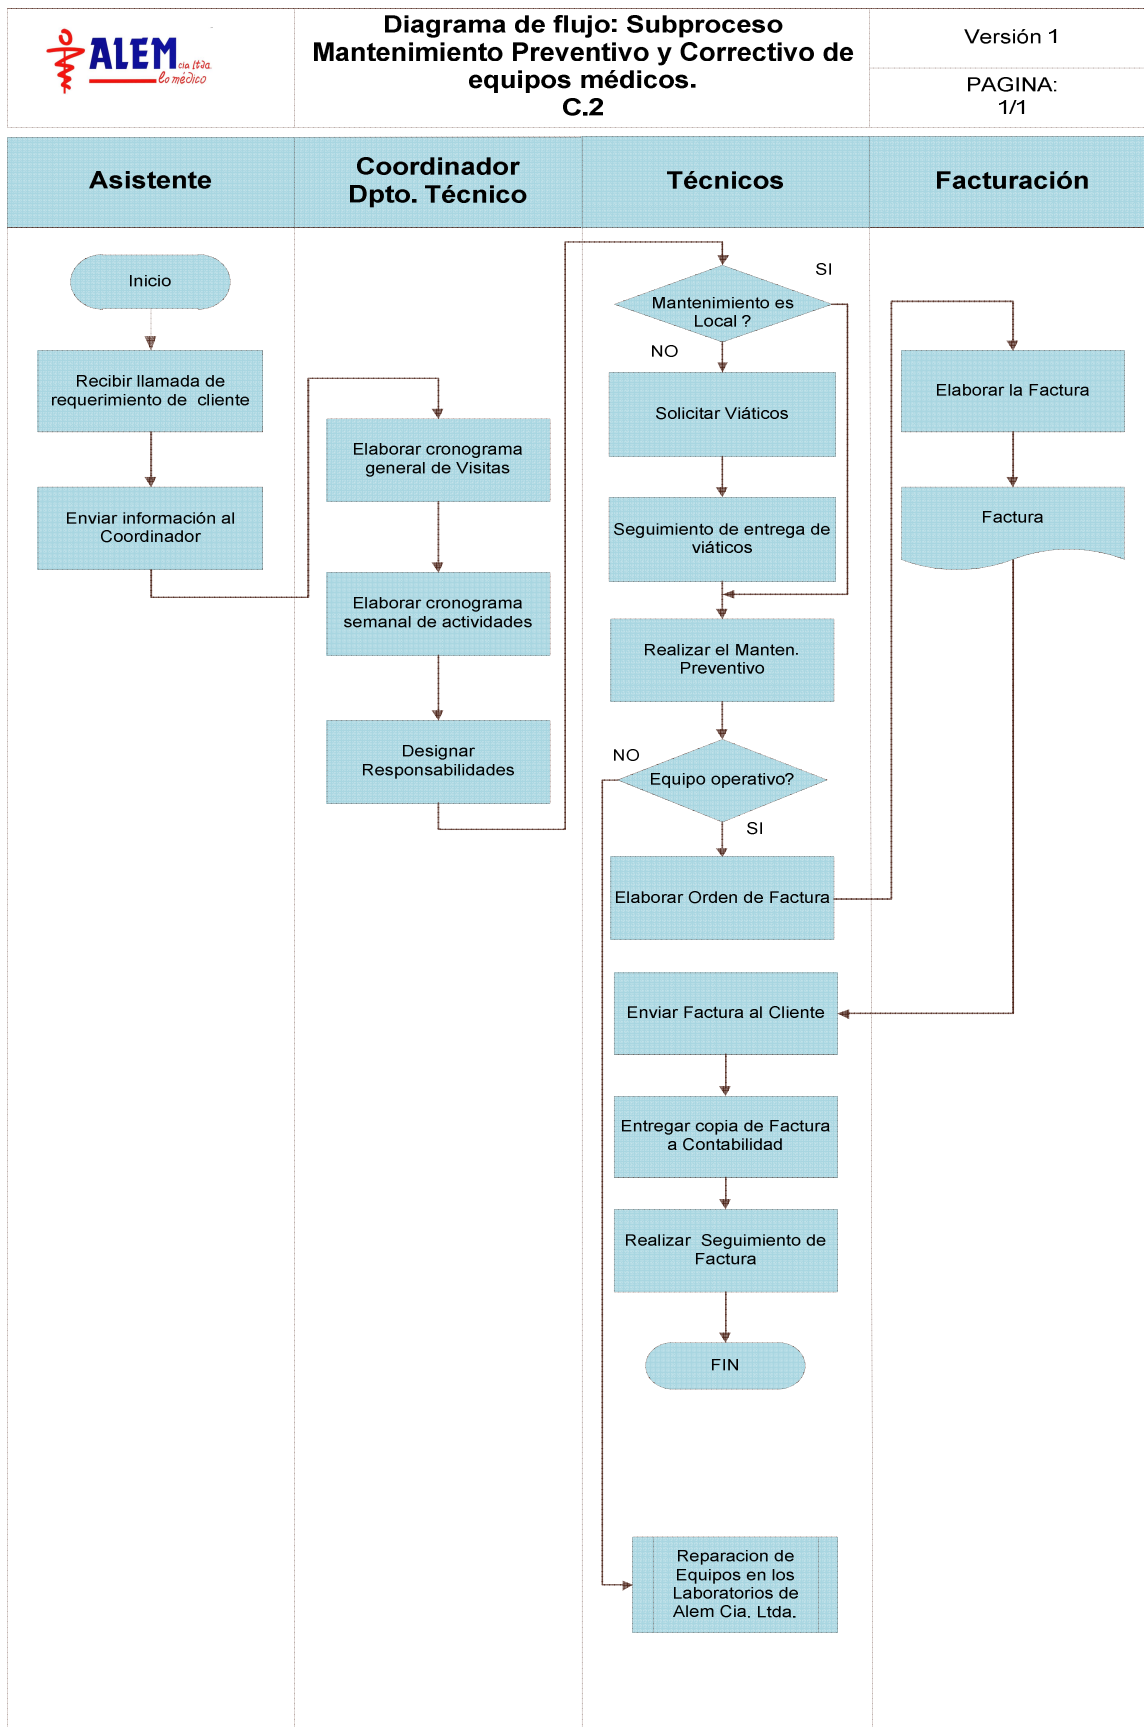 ALEM
cia ltda.
lo médico
Diagrama de flujo: Subproceso
Mantenimiento Preventivo y Correctivo de
equipos médicos.
C.2
Versión 1
PAGINA:
1/1
Asistente
Coordinador
Dpto. Técnico
Técnicos
Facturación
Inicio
Recibir llamada de
requerimiento de cliente
Enviar información al
Coordinador
Elaborar cronograma
general de Visitas
Elaborar cronograma
semanal de actividades
Designar
Responsabilidades
Mantenimiento es
Local ?
SI
NO
Solicitar Viáticos
Seguimiento de entrega de
viáticos
Realizar el Manten.
Preventivo
Equipo operativo?
NO
SI
Elaborar Orden de Factura
Elaborar la Factura
Factura
Enviar Factura al Cliente
Entregar copia de Factura
a Contabilidad
Realizar Seguimiento de
Factura
FIN
Reparacion de
Equipos en los
Laboratorios de
Alem Cia. Ltda.